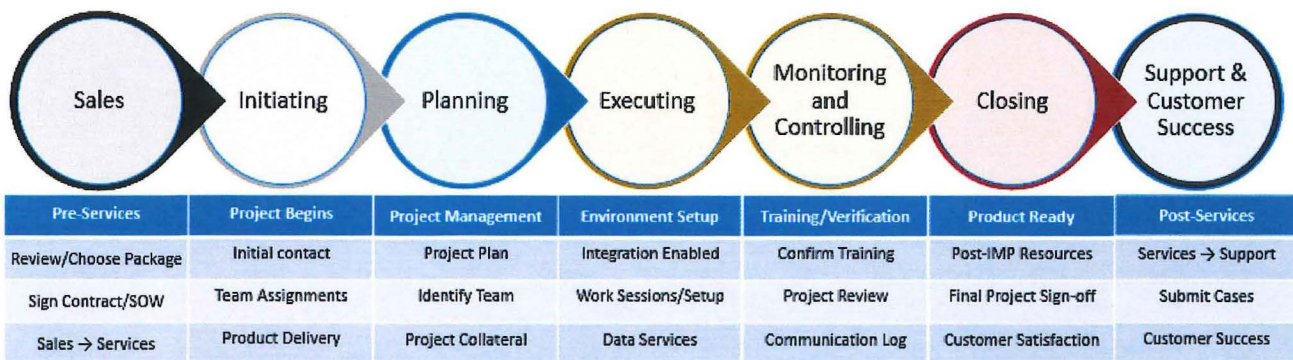 Sales
Initiating
Planning
Executing
Monitoring
and
Controlling
Closing
Support &
Customer
Success
Pre-Services
Project Begins
Project Management
Environment Setup
Training/Verification
Product Ready
Post-Services
Review/Choose Package
Initial contact
Project Plan
Integration Enabled
Confirm Training
Post-IMP Resources
Services → Support
Sign Contract/SOW
Team Assignments
Identify Team
Work Sessions/Setup
Project Review
Final Project Sign-off
Submit Cases
Sales → Services
Product Delivery
Project Collateral
Data Services
Communication Log
Customer Satisfaction
Customer Success